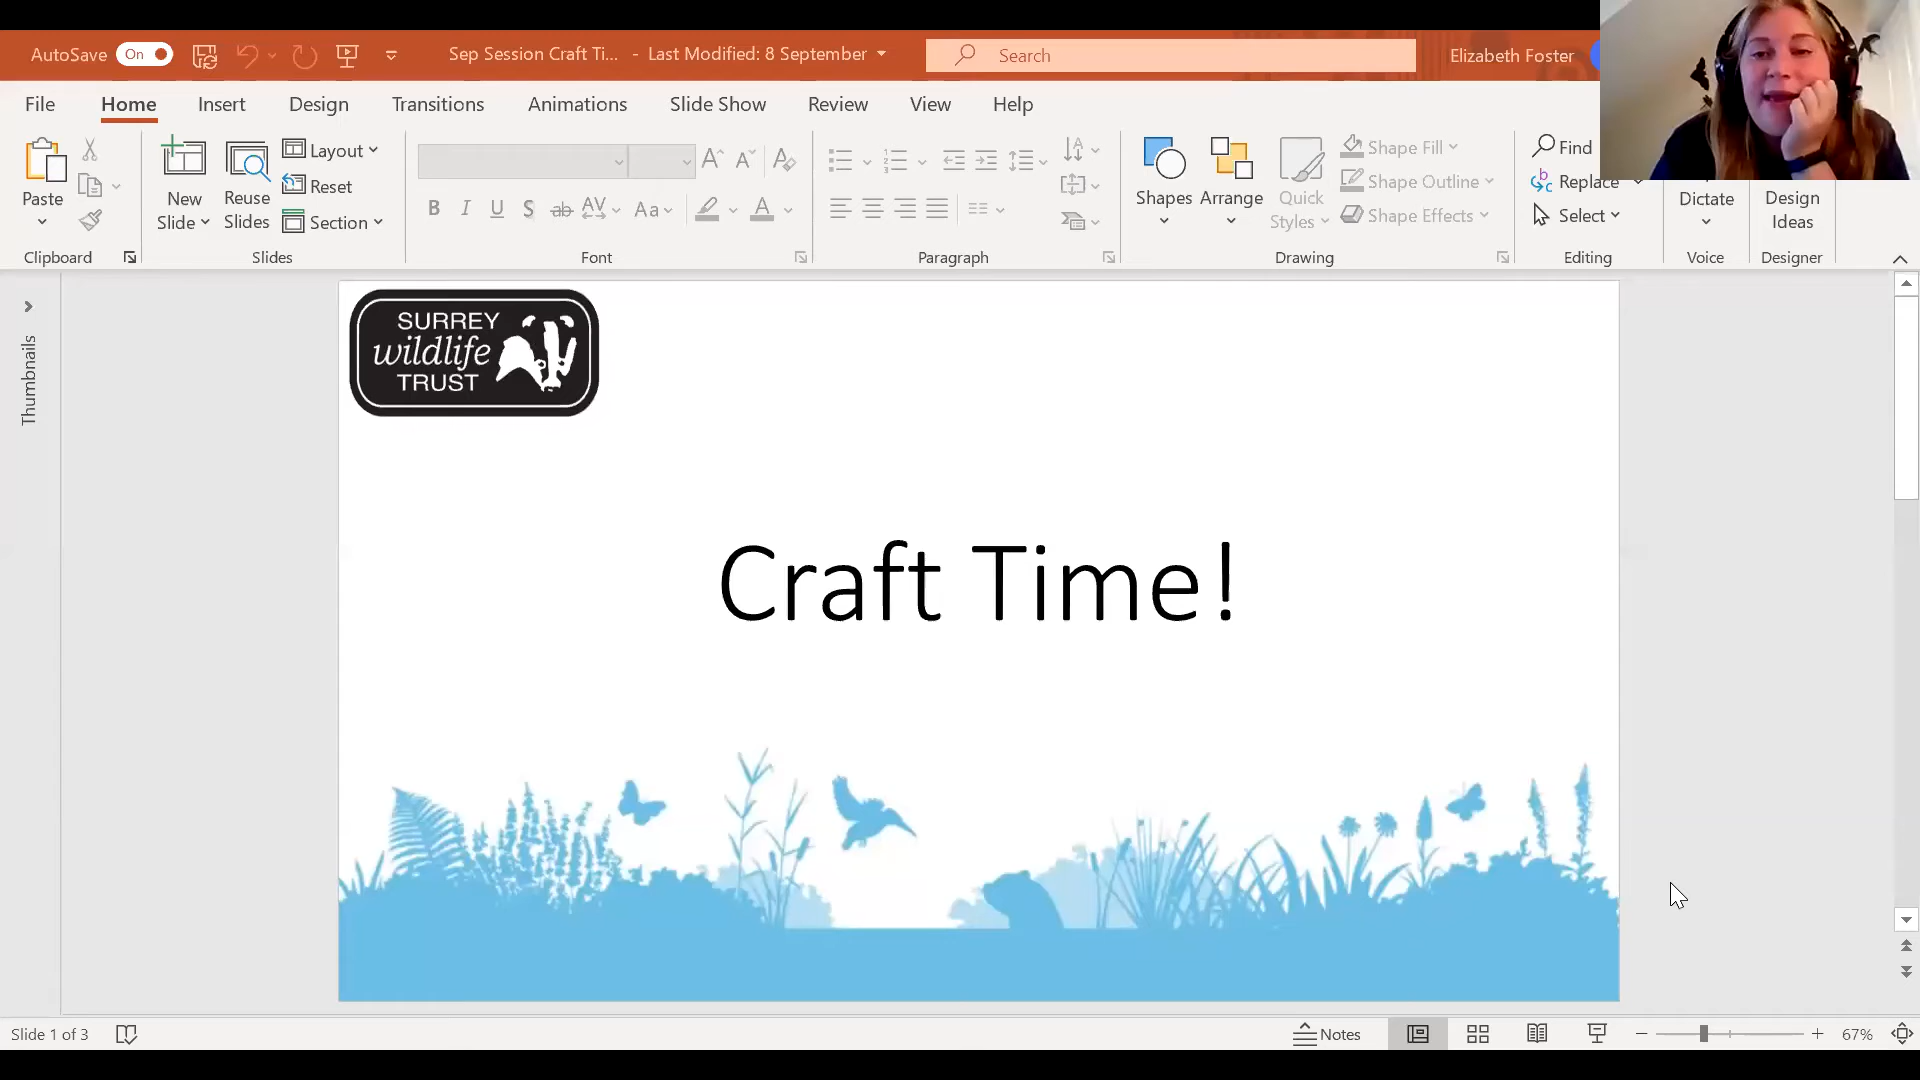 AutoSave On Sep Session Craft Ti... - Last Modified: 8 September Search Elizabeth Foster
File Home Insert Design Transitions Animations Slide Show Review View Help
Paste
Clipboard
New Slide
Reuse Slides
Layout
Reset
Section
Slides
B I U S ab AV Aa A
Font
Paragraph
Shapes
Arrange
Quick Styles
Shape Fill
Shape Outline
Shape Effects
Drawing
Find
Replace
Select
Editing
Dictate
Voice
Design Ideas
Designer
Thumbnails
SURREY
wildlife
TRUST
Craft Time!
Slide 1 of 3 Notes 67%